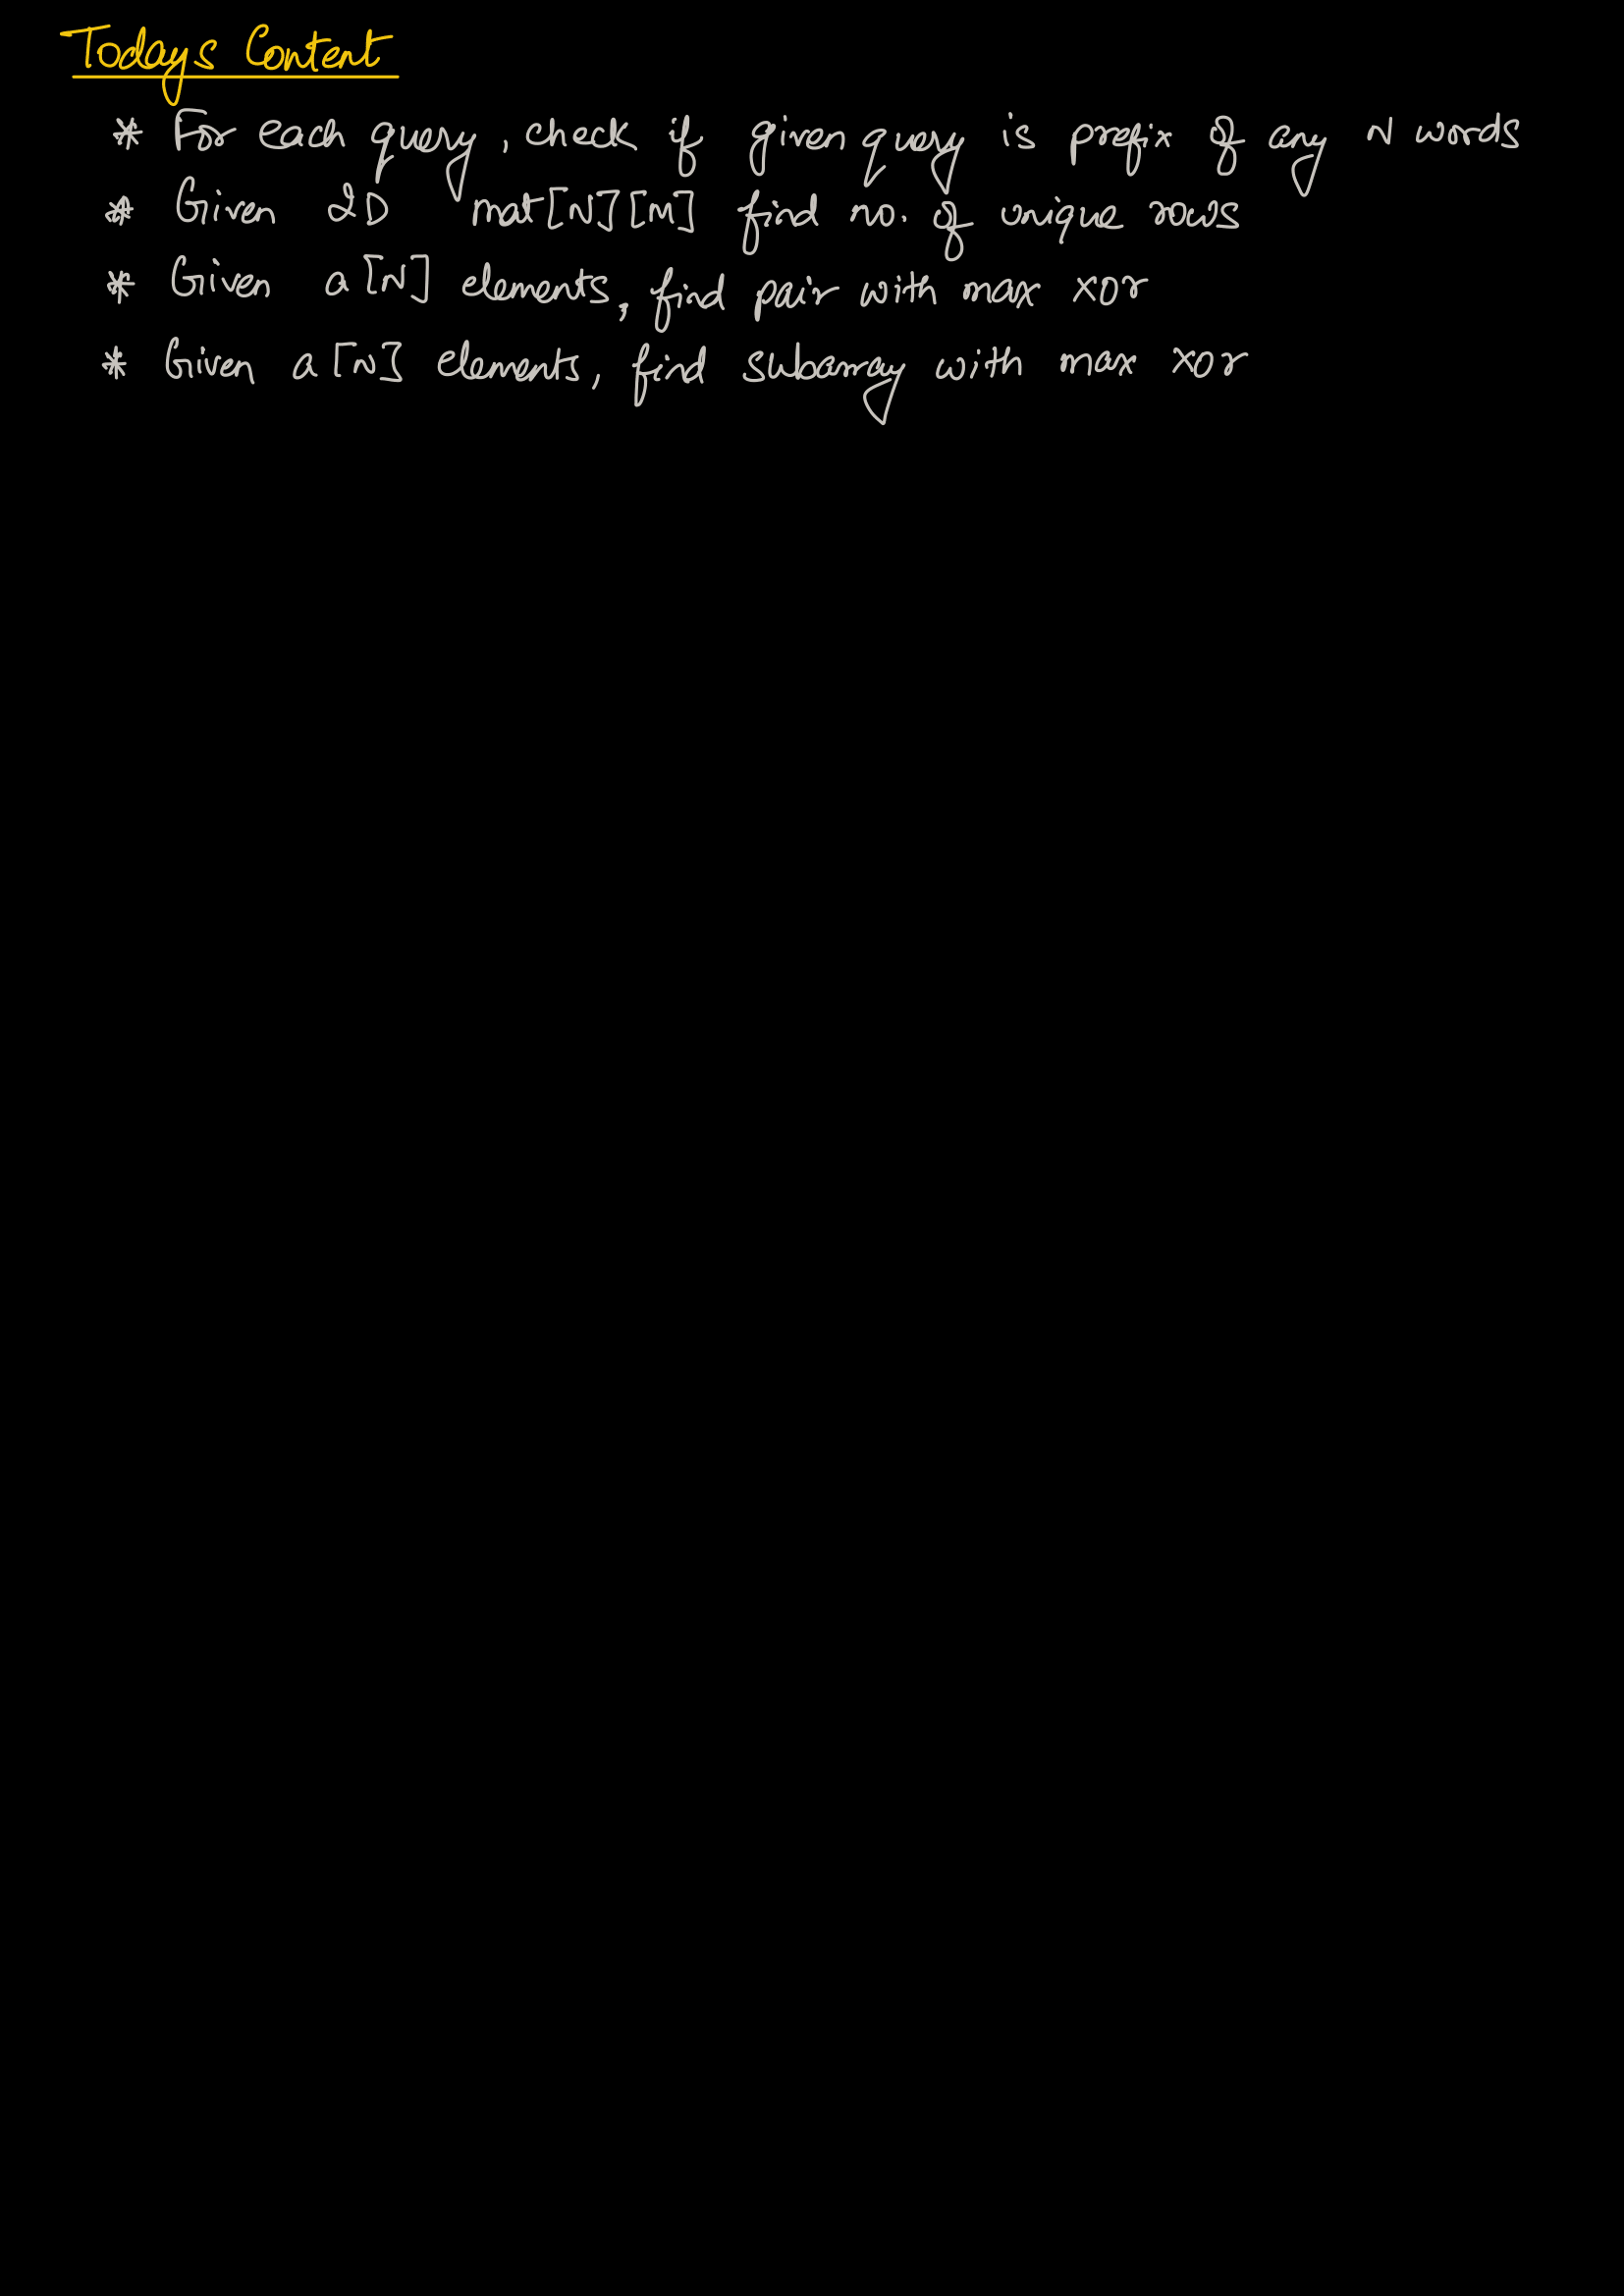 Todays Content
* For each query, check if given query is prefix of any N words
* Given 2D mat[N][M] find no. of unique rows
* Given a[N] elements, find pair with max xor
* Given a[N] elements, find subarray with max xor